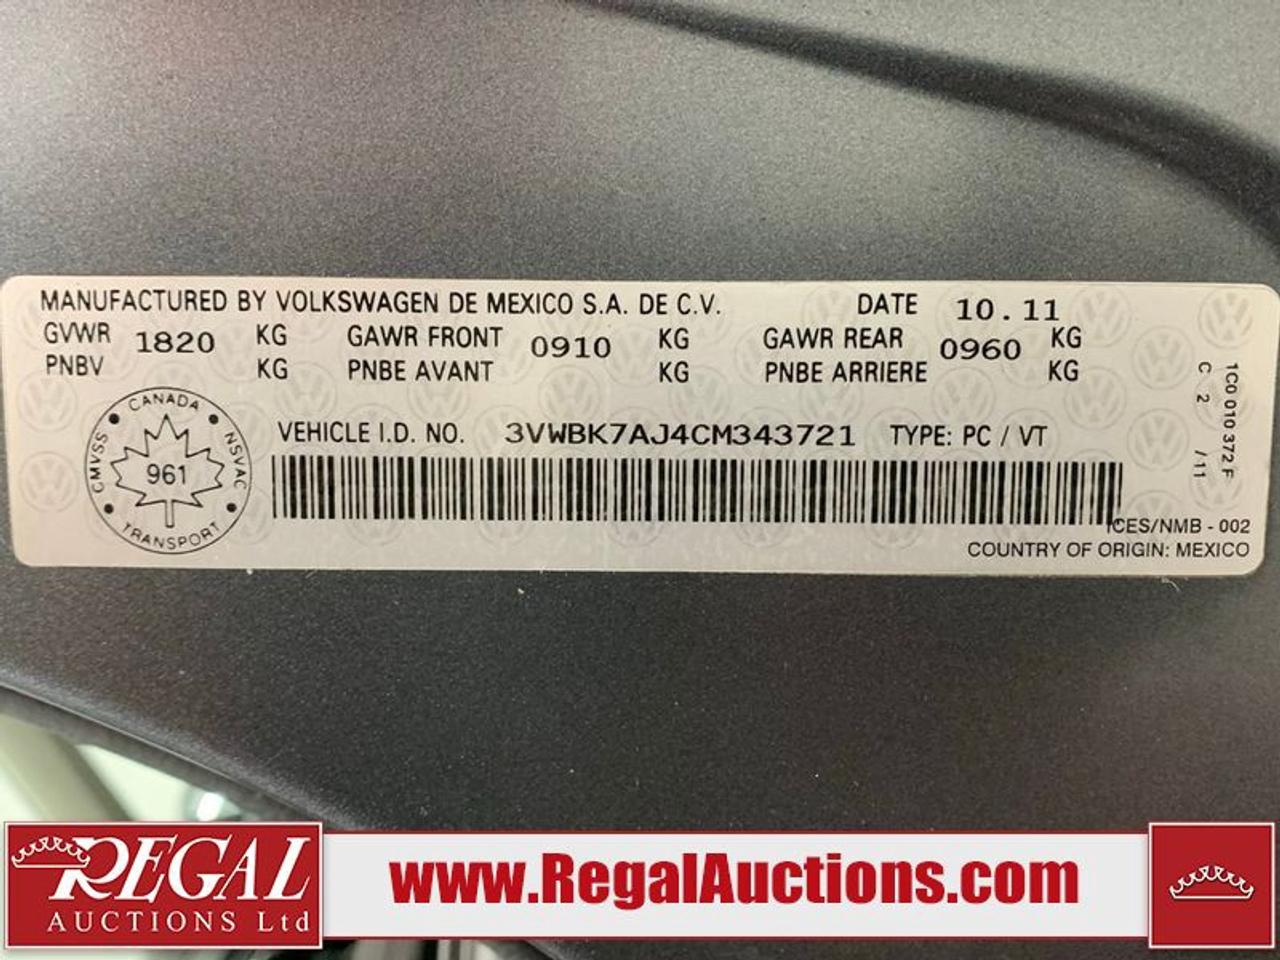 MANUFACTURED BY VOLKSWAGEN DE MEXICO S.A. DE C.V. DATE 10.11
GVWR 1820 KG GAWR FRONT 0910 KG GAWR REAR 0960 KG
PNBV KG PNBE AVANT KG PNBE ARRIERE KG
CANADA
CMVSS 961 NSVAC
TRANSPORT
VEHICLE I.D. NO. 3VWBK7AJ4CM343721 TYPE: PC / VT
ICES/NMB - 002
COUNTRY OF ORIGIN: MEXICO
1C0 010 372 F
C 2 /11
REGAL
AUCTIONS Ltd
www.RegalAuctions.com